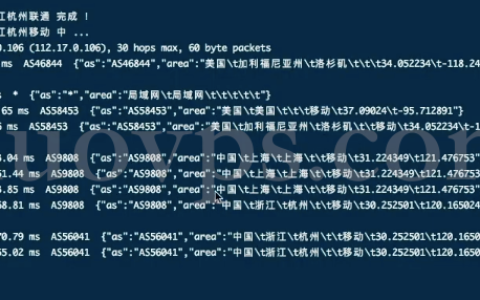 江杭州联通 完成 !
江杭州移动 中 ...
0.106 (112.17.0.106), 30 hops max, 60 byte packets
ms AS46844 {"as":"AS46844","area":"美国\t加利福尼亚州\t洛杉矶\t\t\t34.052234\t-118.24
s * {"as":"*","area":"局域网\t局域网\t\t\t\t\t"}
65 ms AS58453 {"as":"AS58453","area":"美国\t美国\t\t\t移动\t37.09024\t-95.712891"}
ms AS58453 {"as":"AS58453","area":"美国\t加利福尼亚州\t洛杉矶\t\t移动\t34.052234\t-1
.04 ms AS9808 {"as":"AS9808","area":"中国\t上海\t上海\t\t移动\t31.224349\t121.476753"
1.44 ms AS9808 {"as":"AS9808","area":"中国\t上海\t上海\t\t移动\t31.224349\t121.476753"
.85 ms AS9808 {"as":"AS9808","area":"中国\t上海\t上海\t\t移动\t31.224349\t121.476753"
8.81 ms AS9808 {"as":"AS9808","area":"中国\t浙江\t杭州\t\t移动\t30.252501\t120.165024
70.79 ms AS56041 {"as":"AS56041","area":"中国\t浙江\t杭州\t\t移动\t30.252501\t120.1650
65.02 ms AS56041 {"as":"AS56041","area":"中国\t浙江\t杭州\t\t移动\t30.252501\t120.1650